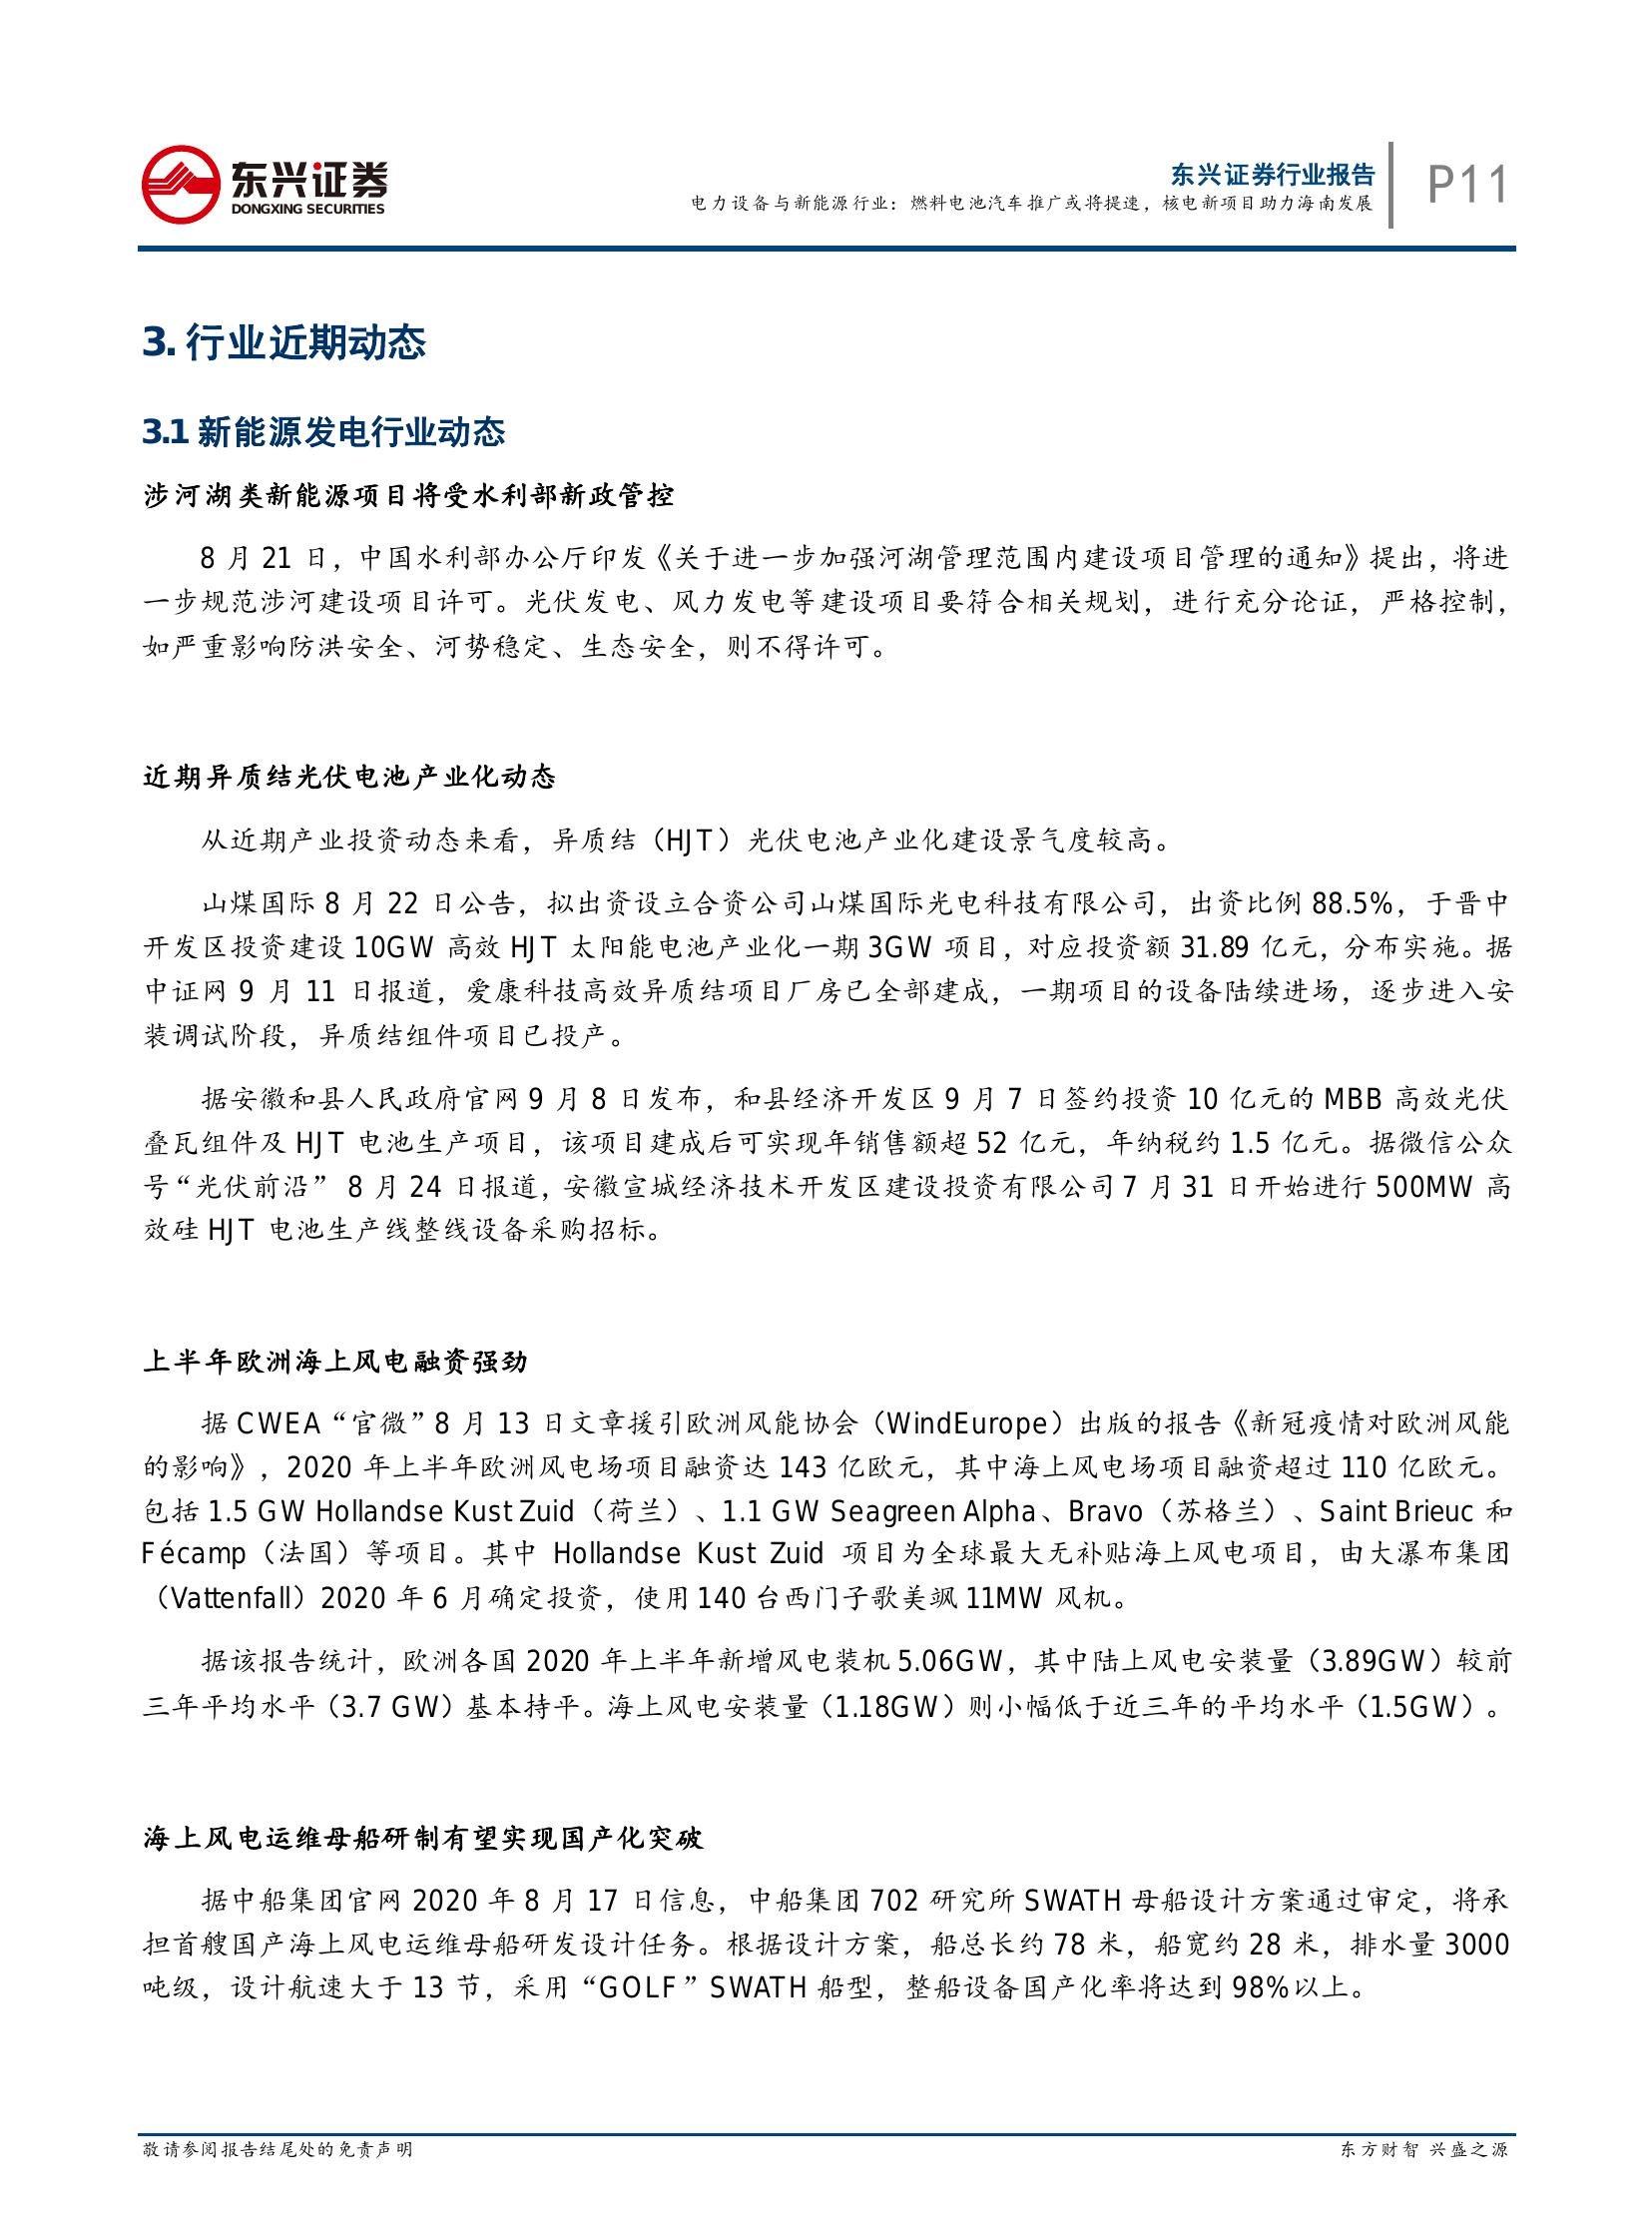 东兴证券
DONGXING SECURITIES
东兴证券行业报告
电力设备与新能源行业：燃料电池汽车推广或将提速，核电新项目助力海南发展
P11
3. 行业近期动态
3.1 新能源发电行业动态
涉河湖类新能源项目将受水利部新政管控
8 月 21 日，中国水利部办公厅印发《关于进一步加强河湖管理范围内建设项目管理的通知》提出，将进
一步规范涉河建设项目许可。光伏发电、风力发电等建设项目要符合相关规划，进行充分论证，严格控制，
如严重影响防洪安全、河势稳定、生态安全，则不得许可。
近期异质结光伏电池产业化动态
从近期产业投资动态来看，异质结（HJT）光伏电池产业化建设景气度较高。
山煤国际 8 月 22 日公告，拟出资设立合资公司山煤国际光电科技有限公司，出资比例 88.5%，于晋中
开发区投资建设 10GW 高效 HJT 太阳能电池产业化一期 3GW 项目，对应投资额 31.89 亿元，分布实施。据
中证网 9 月 11 日报道，爱康科技高效异质结项目厂房已全部建成，一期项目的设备陆续进场，逐步进入安
装调试阶段，异质结组件项目已投产。
据安徽和县人民政府官网 9 月 8 日发布，和县经济开发区 9 月 7 日签约投资 10 亿元的 MBB 高效光伏
叠瓦组件及 HJT 电池生产项目，该项目建成后可实现年销售额超 52 亿元，年纳税约 1.5 亿元。据微信公众
号“光伏前沿” 8 月 24 日报道，安徽宣城经济技术开发区建设投资有限公司 7 月 31 日开始进行 500MW 高
效硅 HJT 电池生产线整线设备采购招标。
上半年欧洲海上风电融资强劲
据 CWEA“官微”8 月 13 日文章援引欧洲风能协会（WindEurope）出版的报告《新冠疫情对欧洲风能
的影响》，2020 年上半年欧洲风电场项目融资达 143 亿欧元，其中海上风电场项目融资超过 110 亿欧元。
包括 1.5 GW Hollandse Kust Zuid（荷兰）、1.1 GW Seagreen Alpha、Bravo（苏格兰）、Saint Brieuc 和
Fécamp（法国）等项目。其中 Hollandse Kust Zuid 项目为全球最大无补贴海上风电项目，由大瀑布集团
（Vattenfall）2020 年 6 月确定投资，使用 140 台西门子歌美飒 11MW 风机。
据该报告统计，欧洲各国 2020 年上半年新增风电装机 5.06GW，其中陆上风电安装量（3.89GW）较前
三年平均水平（3.7 GW）基本持平。海上风电安装量（1.18GW）则小幅低于近三年的平均水平（1.5GW）。
海上风电运维母船研制有望实现国产化突破
据中船集团官网 2020 年 8 月 17 日信息，中船集团 702 研究所 SWATH 母船设计方案通过审定，将承
担首艘国产海上风电运维母船研发设计任务。根据设计方案，船总长约 78 米，船宽约 28 米，排水量 3000
吨级，设计航速大于 13 节，采用“GOLF”SWATH 船型，整船设备国产化率将达到 98%以上。
敬请参阅报告结尾处的免责声明
东方财智 兴盛之源